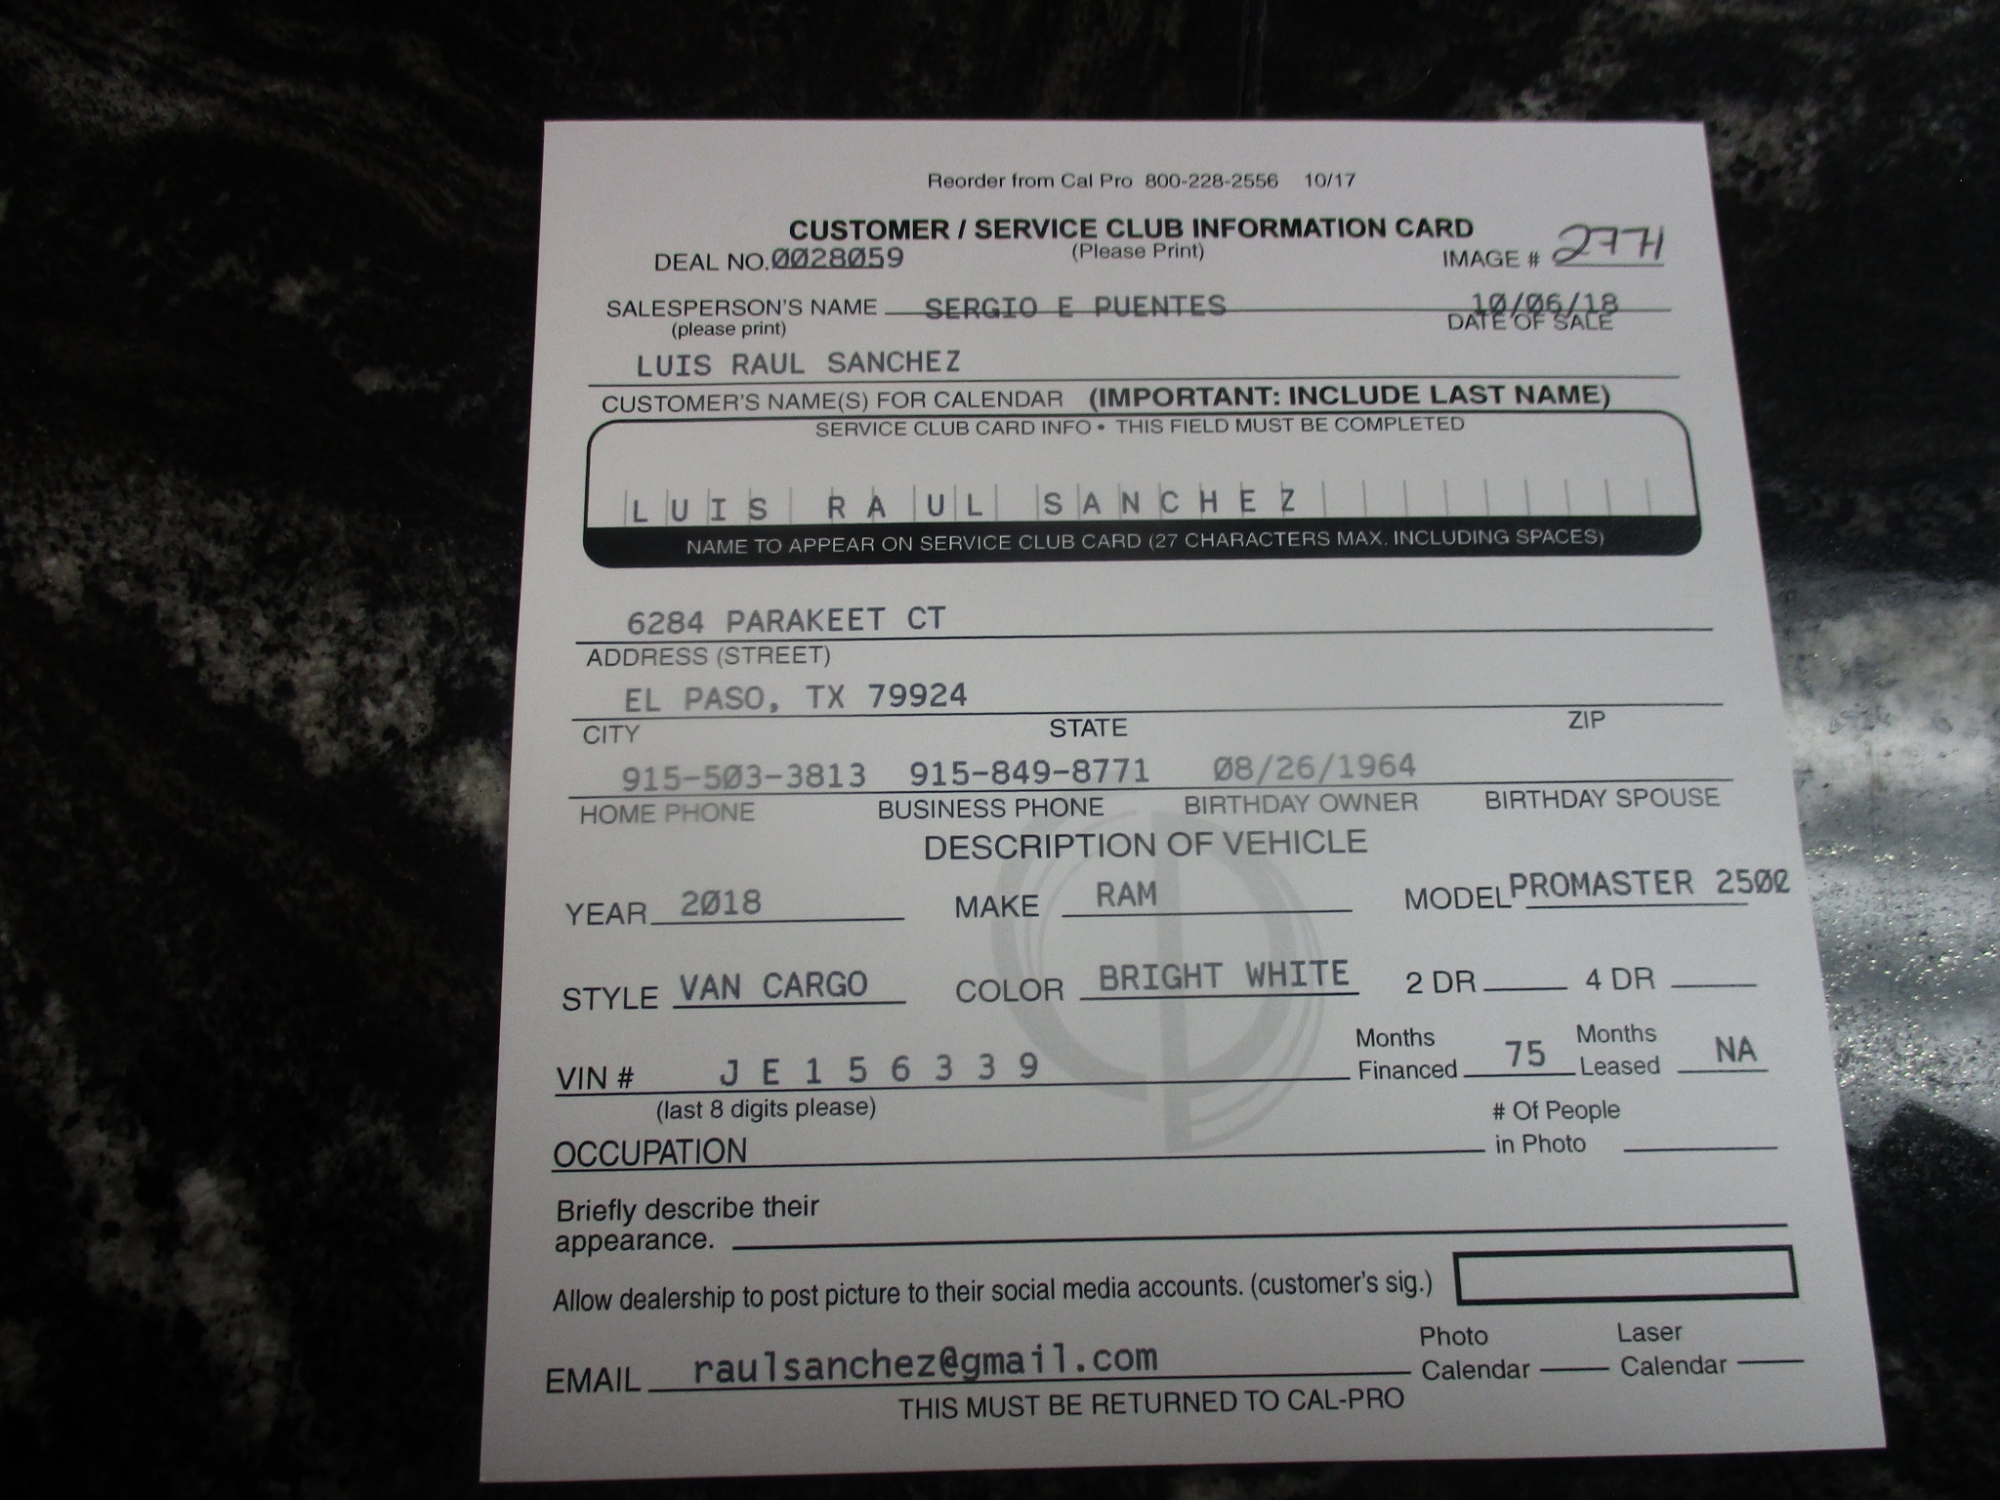 Reorder from Cal Pro 800-228-2556 10/17
CUSTOMER / SERVICE CLUB INFORMATION CARD
DEAL NO. 0028059 (Please Print) IMAGE # 2771
SALESPERSON'S NAME SERGIO E PUENTES 10/06/18
(please print) DATE OF SALE
LUIS RAUL SANCHEZ
CUSTOMER'S NAME(S) FOR CALENDAR (IMPORTANT: INCLUDE LAST NAME)
SERVICE CLUB CARD INFO • THIS FIELD MUST BE COMPLETED
LUIS RAUL SANCHEZ
NAME TO APPEAR ON SERVICE CLUB CARD (27 CHARACTERS MAX. INCLUDING SPACES)
6284 PARAKEET CT
ADDRESS (STREET)
EL PASO, TX 79924
CITY STATE ZIP
915-503-3813 915-849-8771 08/26/1964
HOME PHONE BUSINESS PHONE BIRTHDAY OWNER BIRTHDAY SPOUSE
DESCRIPTION OF VEHICLE
YEAR 2018 MAKE RAM MODEL PROMASTER 2500
STYLE VAN CARGO COLOR BRIGHT WHITE 2 DR 4 DR
Months Months
VIN # JE156339 Financed 75 Leased NA
(last 8 digits please) # Of People
OCCUPATION in Photo
Briefly describe their
appearance.
Allow dealership to post picture to their social media accounts. (customer's sig.)
Photo Laser
EMAIL raulsanchez@gmail.com Calendar Calendar
THIS MUST BE RETURNED TO CAL-PRO